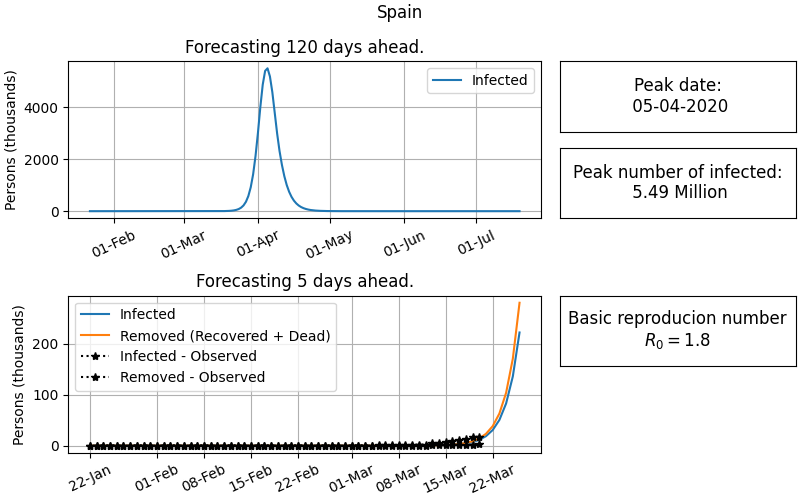 Spain
Forecasting 120 days ahead.
Persons (thousands)
4000
2000
0
Infected
01-Feb
01-Mar
01-Apr
01-May
01-Jun
01-Jul
Peak date:
05-04-2020
Peak number of infected:
5.49 Million
Forecasting 5 days ahead.
Persons (thousands)
200
100
0
Infected
Removed (Recovered + Dead)
Infected - Observed
Removed - Observed
22-Jan
01-Feb
08-Feb
15-Feb
22-Feb
01-Mar
08-Mar
15-Mar
22-Mar
Basic reproducion number
R₀ = 1.8